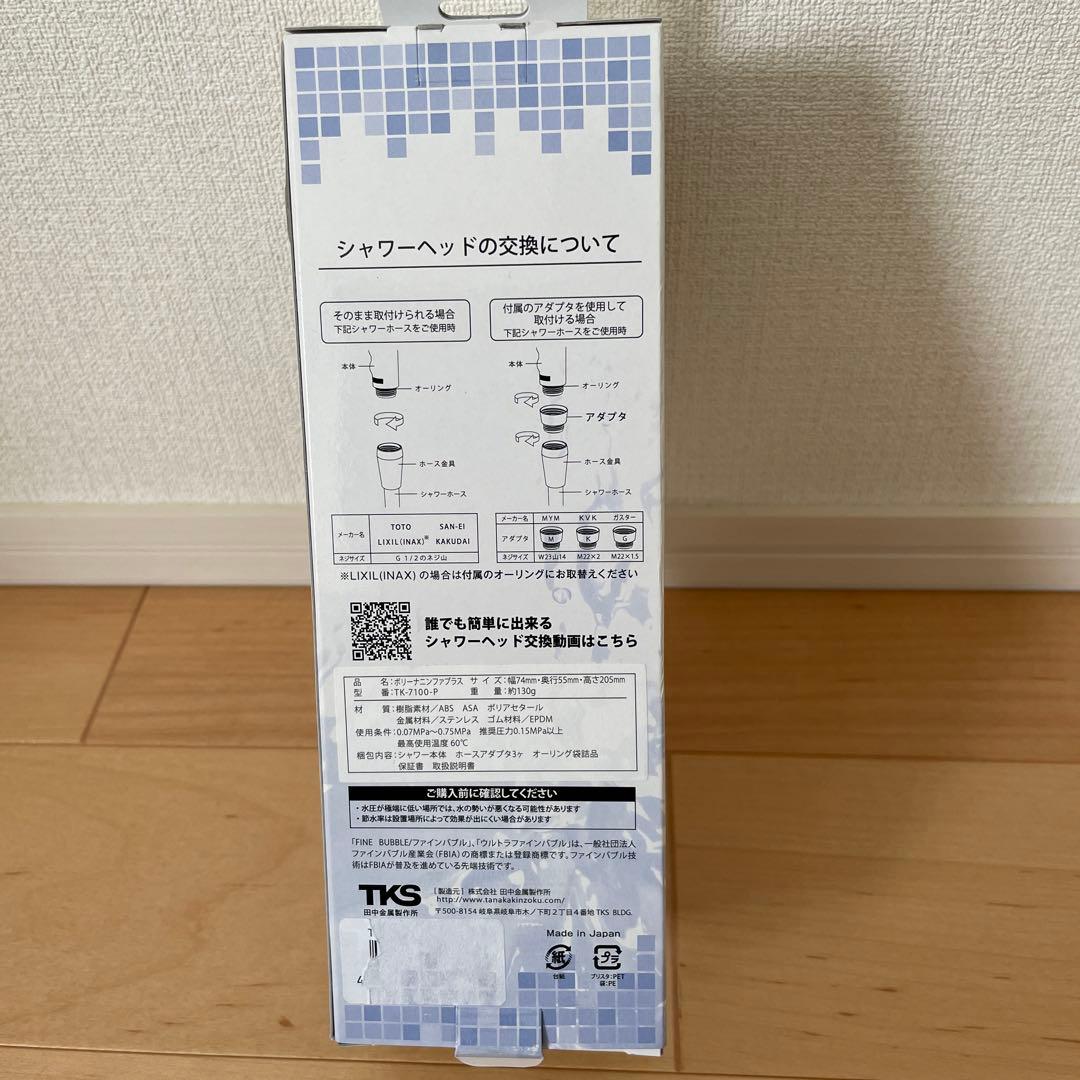 シャワーヘッドの交換について
そのまま取付けられる場合
下記シャワーホースをご使用時
本体
オーリング
ホース金具
シャワーホース
メーカー名 TOTO SAN-EI
LIXIL(INAX)※ KAKUDAI
ネジサイズ G 1/2のネジ山
付属のアダプタを使用して
取付ける場合
下記シャワーホースをご使用時
本体
オーリング
アダプタ
ホース金具
シャワーホース
メーカー名 MYM KVK ガスター
アダプタ M K G
ネジサイズ W23山14 M22×2 M22×1.5
※LIXIL(INAX) の場合は付属のオーリングにお取替えください
誰でも簡単に出来る
シャワーヘッド交換動画はこちら
品 名:ボリーナニンファプラス サイズ:幅74mm・奥行55mm・高さ205mm
型 番:TK-7100-P 重 量:約130g
材 質:樹脂素材/ABS ASA ポリアセタール
金属材料/ステンレス ゴム材料/EPDM
使用条件:0.07MPa〜0.75MPa 推奨圧力0.15MPa以上
最高使用温度60℃
梱包内容:シャワー本体 ホースアダプタ3ヶ オーリング袋詰品
保証書 取扱説明書
ご購入前に確認してください
・水圧が極端に低い場所では、水の勢いが悪くなる可能性があります
・節水率は設置場所によって効果が出にくい場合があります
「FINE BUBBLE/ファインバブル」、「ウルトラファインバブル」は、一般社団法人
ファインバブル産業会(FBIA)の商標または登録商標です。ファインバブル技
術はFBIAが普及を進めている先端技術です。
TKS
田中金属製作所
[製造元] 株式会社 田中金属製作所
http://www.tanakakinzoku.com/
〒500-8154 岐阜県岐阜市木ノ下町2丁目4番地 TKS BLDG.
Made in Japan
紙
台紙
プラ
ブリスタ:PET
袋:PE